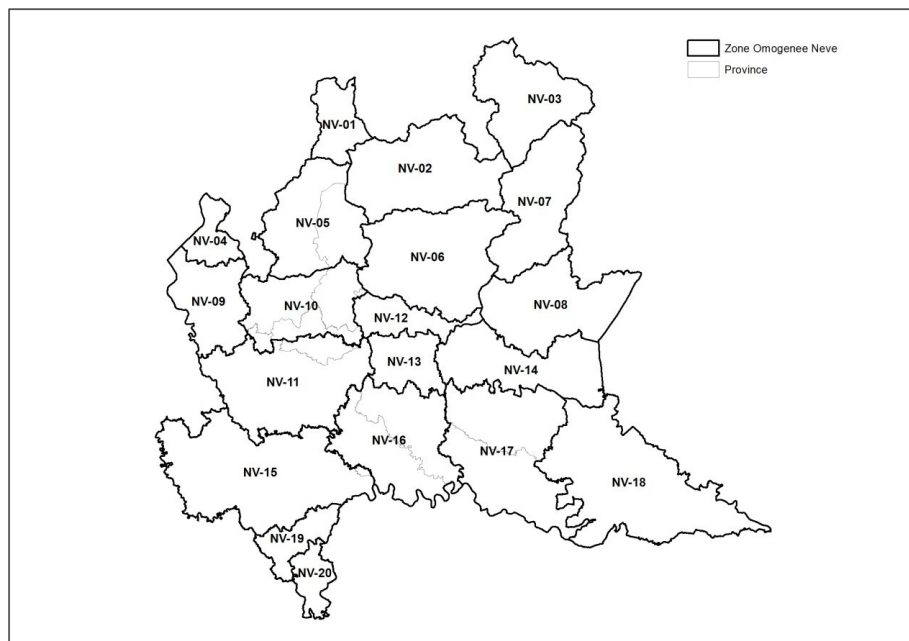 Zone Omogenee Neve
Province
NV-03
NV-01
NV-02
NV-07
NV-05
NV-04
NV-06
NV-09
NV-10
NV-08
NV-12
NV-13
NV-14
NV-11
NV-16
NV-17
NV-15
NV-18
NV-19
NV-20